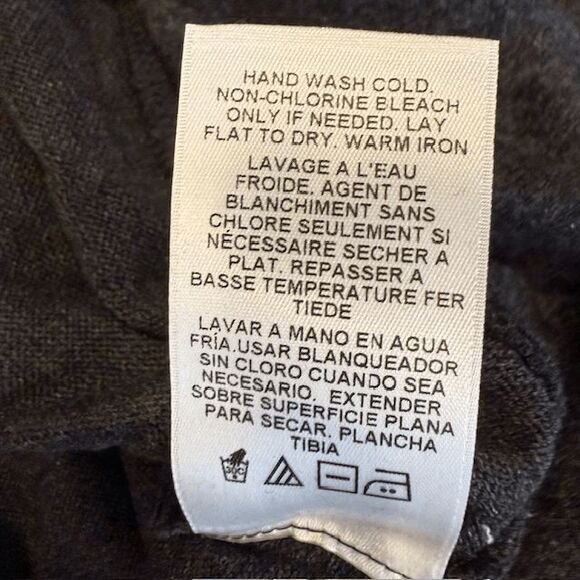 HAND WASH COLD.
NON-CHLORINE BLEACH
ONLY IF NEEDED. LAY
FLAT TO DRY. WARM IRON
LAVAGE A L'EAU
FROIDE. AGENT DE
BLANCHIMENT SANS
CHLORE SEULEMENT SI
NÉCESSAIRE SECHER A
PLAT. REPASSER A
BASSE TEMPERATURE FER
TIEDE
LAVAR A MANO EN AGUA
FRÍA.USAR BLANQUEADOR
SIN CLORO CUANDO SEA
NECESARIO. EXTENDER
SOBRE SUPERFICIE PLANA
PARA SECAR. PLANCHA
TIBIA
30C